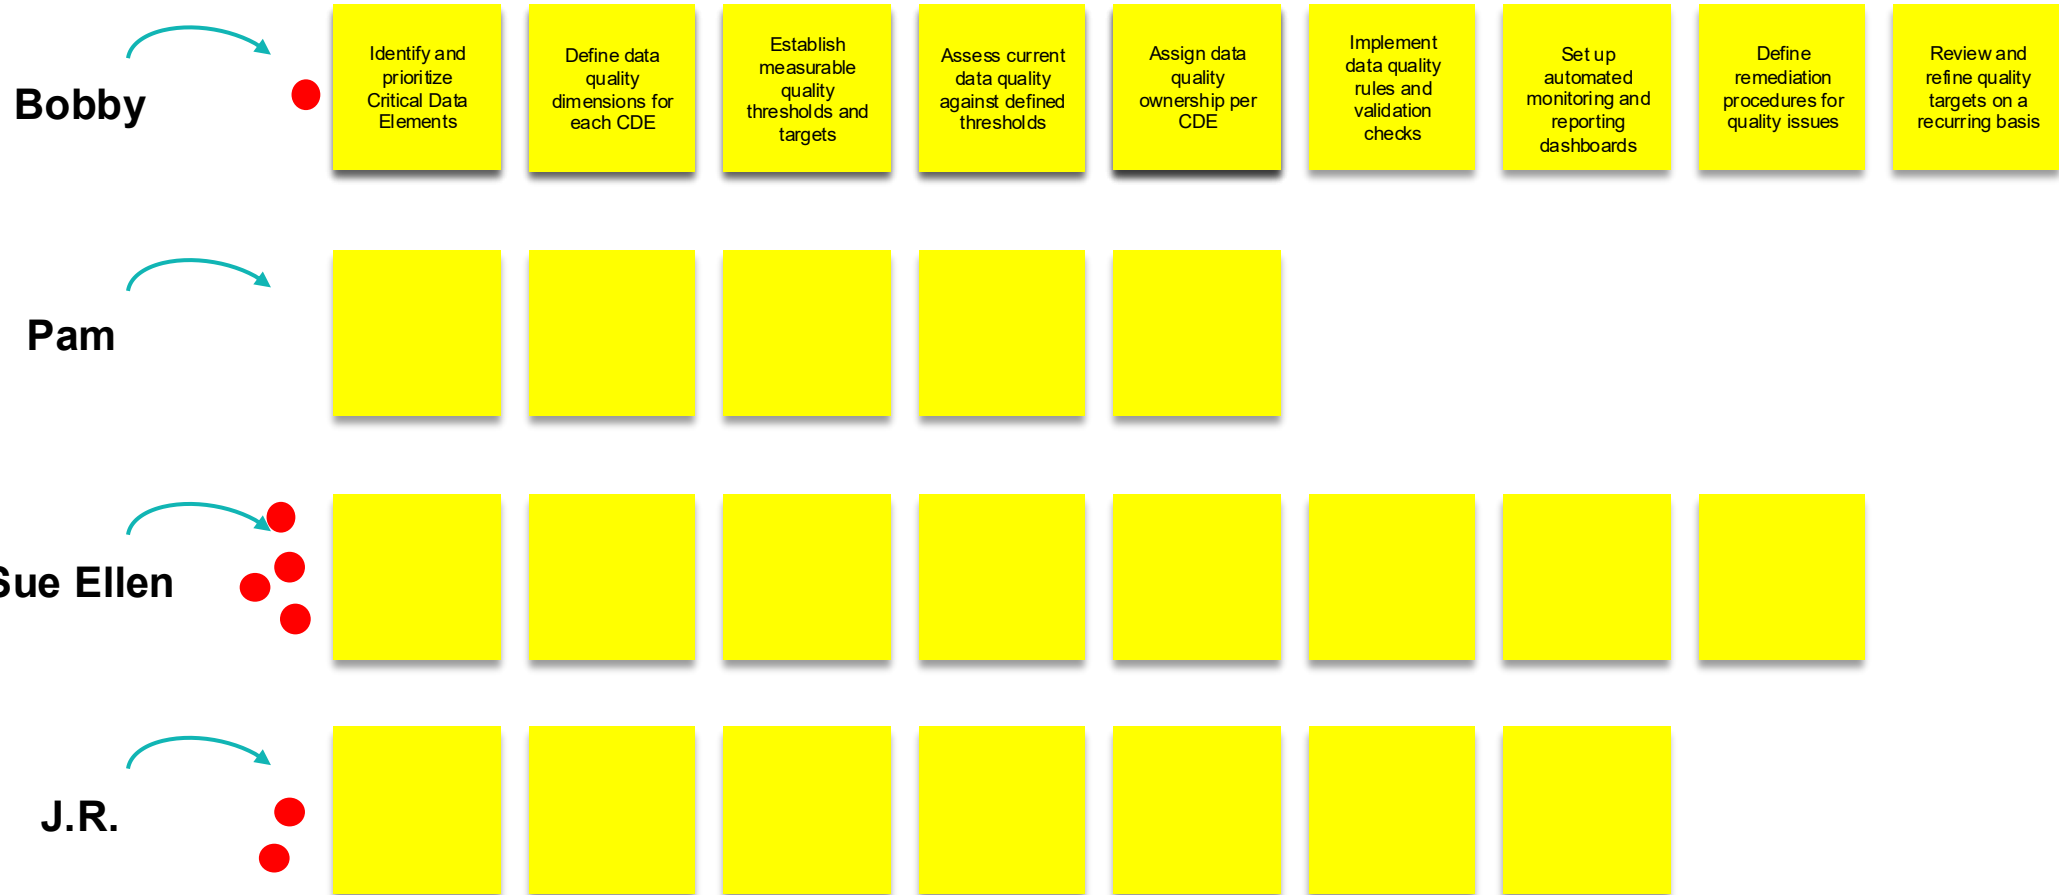 Bobby
Identify and
prioritize
Critical Data
Elements
Define data
quality
dimensions for
each CDE
Establish
measurable
quality
thresholds and
targets
Assess current
data quality
against defined
thresholds
Assign data
quality
ownership per
CDE
Implement
data quality
rules and
validation
checks
Set up
automated
monitoring and
reporting
dashboards
Define
remediation
procedures for
quality issues
Review and
refine quality
targets on a
recurring basis
Pam
Sue Ellen
J.R.